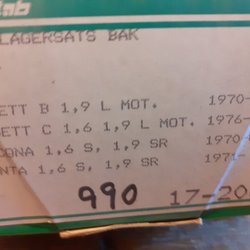 LAGERSATS BAK
ETT B 1,9 L MOT. 1970-
ETT C 1,6 1,9 L MOT. 1976-
CONA 1,6 S, 1,9 SR 1970-
NTA 1,6 S, 1,9 SR 1971-
990 17-20